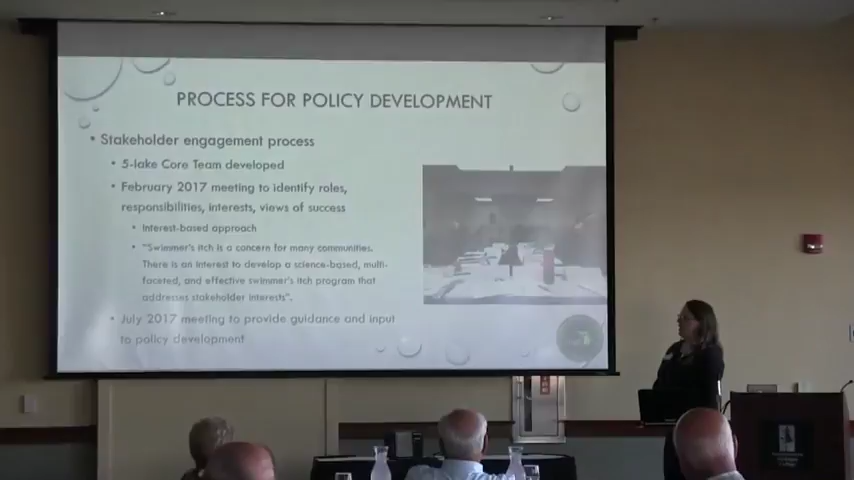 PROCESS FOR POLICY DEVELOPMENT
• Stakeholder engagement process
• 5-lake Core Team developed
• February 2017 meeting to identify roles,
responsibilities, interests, views of success
• Interest-based approach
• "Swimmer's itch is a concern for many communities.
There is an interest to develop a science-based, multi-
faceted, and effective swimmer's itch program that
addresses stakeholder interests".
• July 2017 meeting to provide guidance and input
to policy development